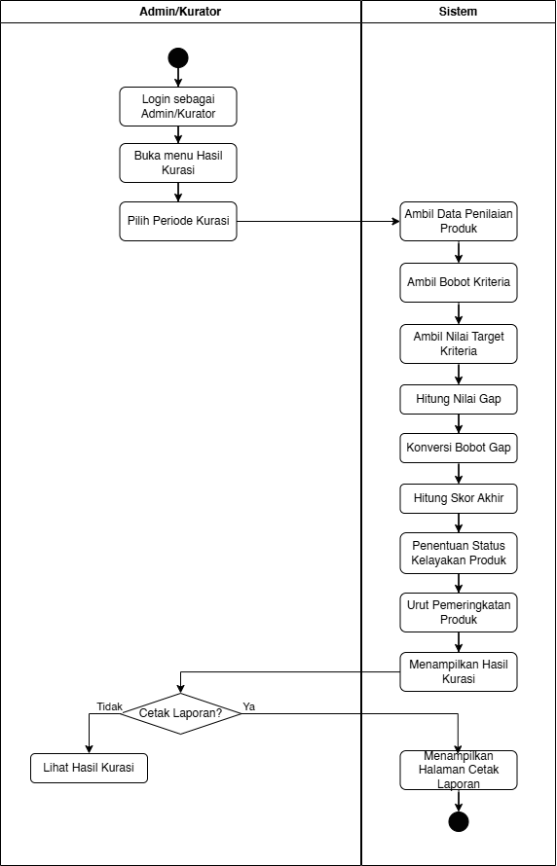 Admin/Kurator
Sistem
Login sebagai
Admin/Kurator
Buka menu Hasil
Kurasi
Pilih Periode Kurasi
Ambil Data Penilaian
Produk
Ambil Bobot Kriteria
Ambil Nilai Target
Kriteria
Hitung Nilai Gap
Konversi Bobot Gap
Hitung Skor Akhir
Penentuan Status
Kelayakan Produk
Urut Pemeringkatan
Produk
Menampilkan Hasil
Kurasi
Tidak
Cetak Laporan?
Ya
Lihat Hasil Kurasi
Menampilkan
Halaman Cetak
Laporan